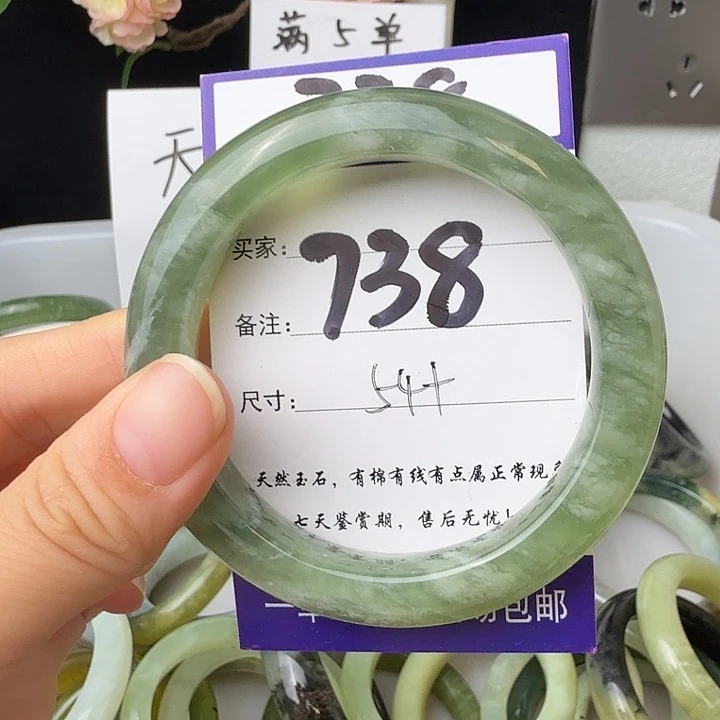 满5单
天
738
买家：738
备注：
尺寸：54+
天然玉石，有棉有线有点属正常现
七天鉴赏期，售后无忧！
包邮